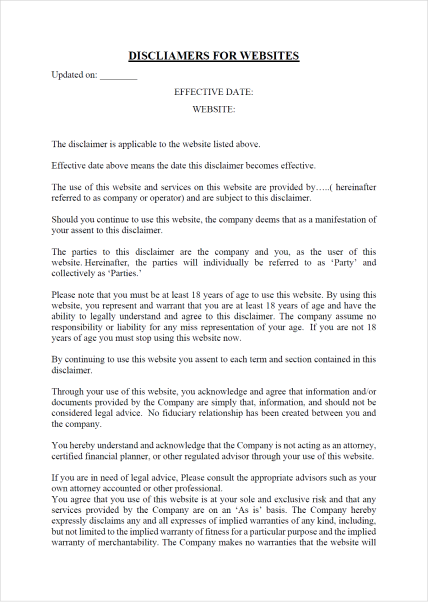 DISCLIAMERS FOR WEBSITES
Updated on: ________
EFFECTIVE DATE:
WEBSITE:
The disclaimer is applicable to the website listed above.
Effective date above means the date this disclaimer becomes effective.
The use of this website and services on this website are provided by…..( hereinafter
referred to as company or operator) and are subject to this disclaimer.
Should you continue to use this website, the company deems that as a manifestation of
your assent to this disclaimer.
The parties to this disclaimer are the company and you, as the user of this
website. Hereinafter, the parties will individually be referred to as ‘Party’ and
collectively as ‘Parties.’
Please note that you must be at least 18 years of age to use this website. By using this
website, you represent and warrant that you are at least 18 years of age and have the
ability to legally understand and agree to this disclaimer. The company assume no
responsibility or liability for any miss representation of your age.  If you are not 18
years of age you must stop using this website now.
By continuing to use this website you assent to each term and section contained in this
disclaimer.
Through your use of this website, you acknowledge and agree that information and/or
documents provided by the Company are simply that, information, and should not be
considered legal advice.  No fiduciary relationship has been created between you and
the company.
You hereby understand and acknowledge that the Company is not acting as an attorney,
certified financial planner, or other regulated advisor through your use of this website.
If you are in need of legal advice, Please consult the appropriate advisors such as your
own attorney accounted or other professional.
You agree that you use of this website is at your sole and exclusive risk and that any
services provided by the Company are on an ‘As is’ basis. The Company hereby
expressly disclaims any and all expresses of implied warranties of any kind, including,
but not limited to the implied warranty of fitness for a particular purpose and the implied
warranty of merchantability. The Company makes no warranties that the website will